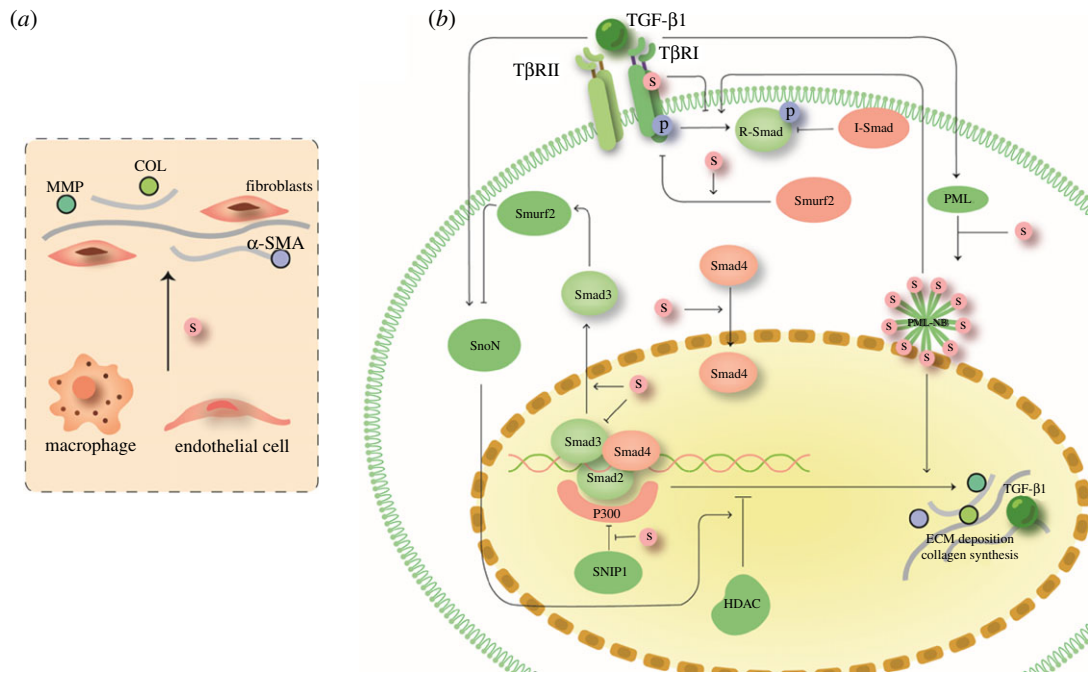 (a)
COL
MMP
fibroblasts
α-SMA
S
macrophage
endothelial cell
(b)
TGF-β1
TβRI
TβRII
S
p
R-Smad
p
I-Smad
S
Smurf2
Smurf2
PML
S
Smad3
Smad4
S
SnoN
Smad4
S
S
S
S
S
S
S
S
S
S
PML-NB
S
Smad3
Smad4
Smad2
P300
S
SNIP1
HDAC
TGF-β1
ECM deposition
collagen synthesis